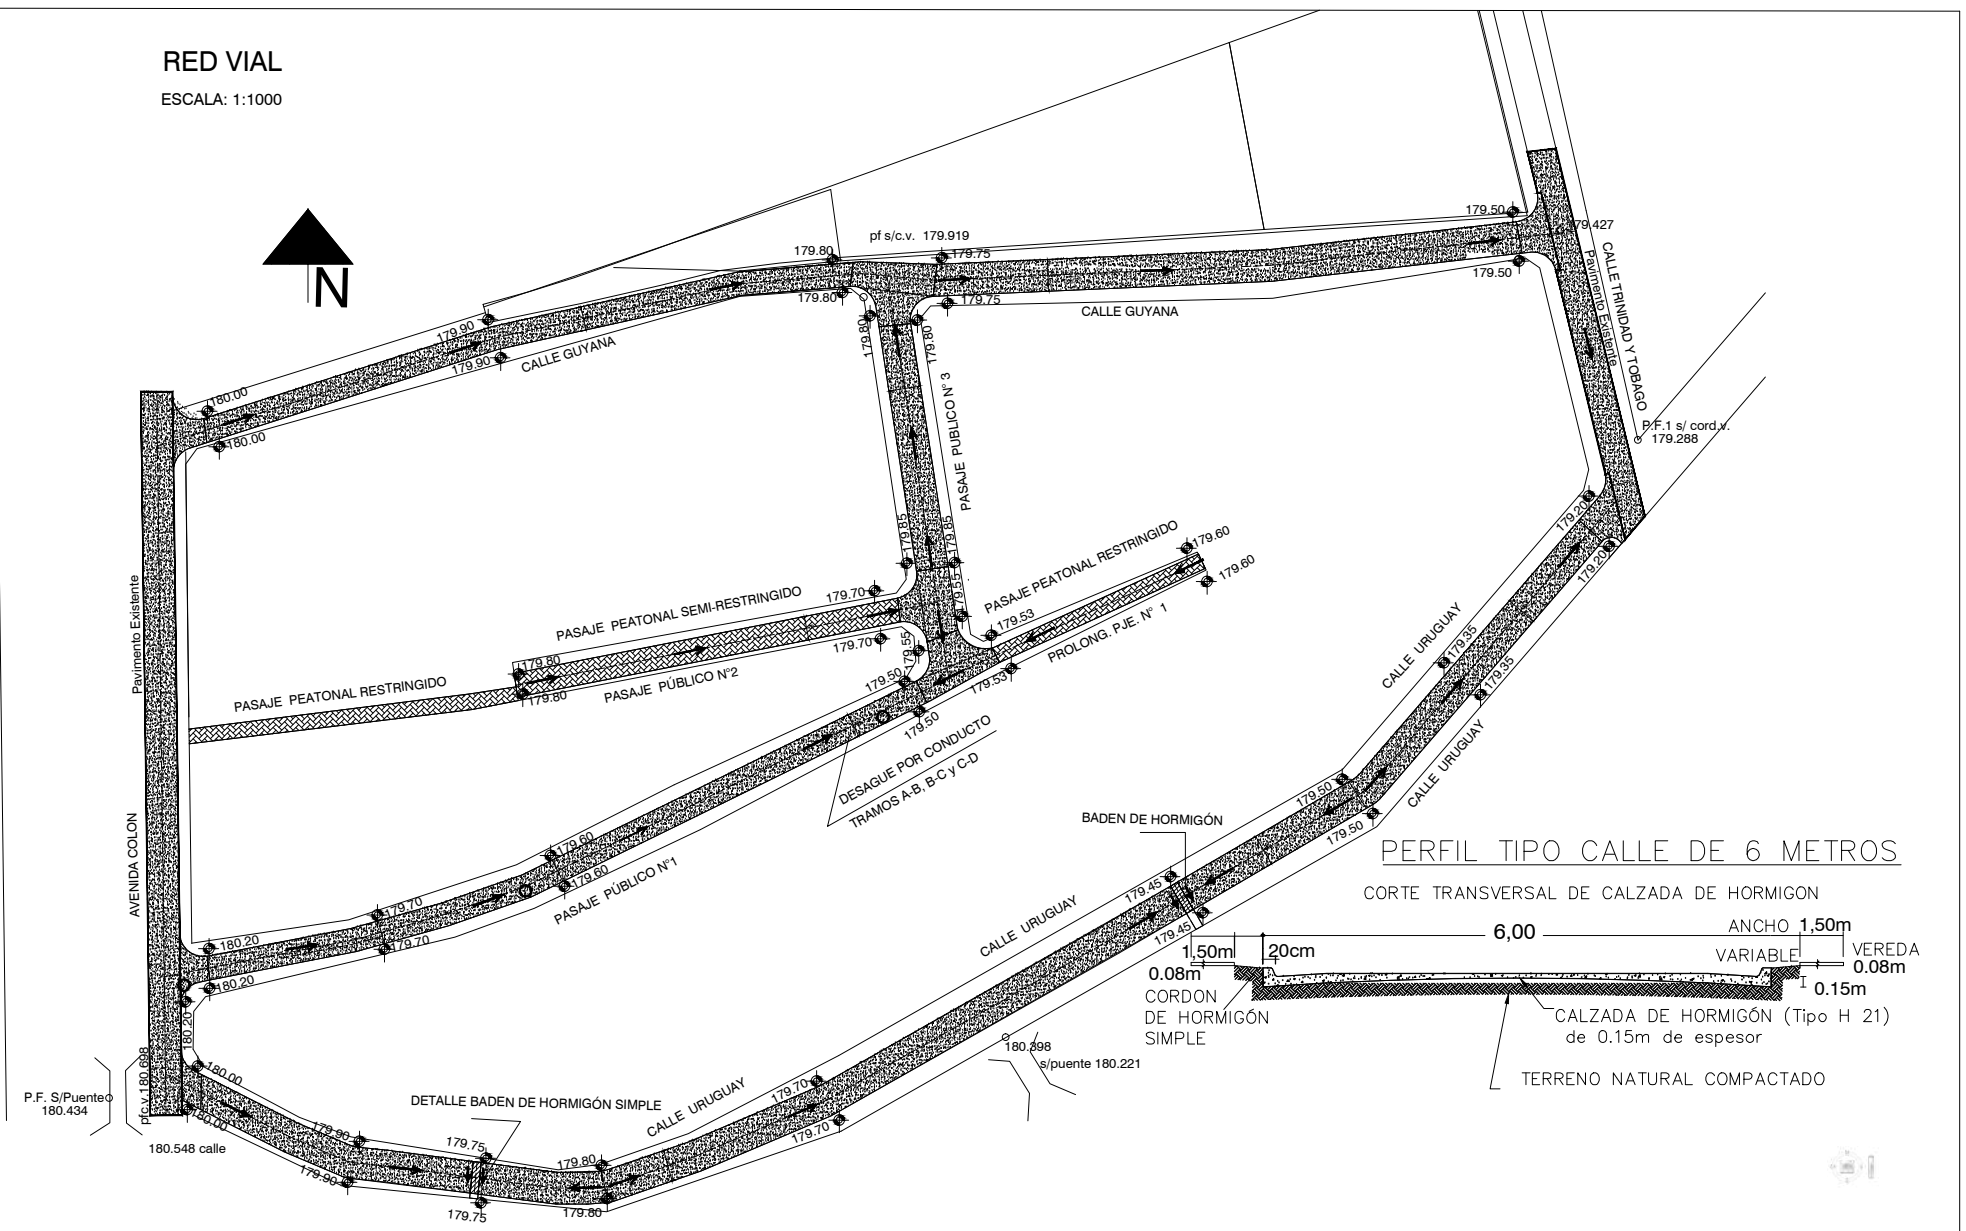 RED VIAL
ESCALA: 1:1000
N
pf s/c.v. 179.919
179.80
179.75
179.50
179.427
179.50
179.80
179.75
CALLE GUYANA
179.80
179.80
179.90
179.90
CALLE GUYANA
180.00
180.00
CALLE TRINIDAD Y TOBAGO
Pavimento Existente
P.F.1 s/ cord.v.
179.288
PASAJE PUBLICO N° 3
179.85
179.85
179.20
179.20
179.60
179.60
PASAJE PEATONAL RESTRINGIDO
179.55
179.53
PROLONG. PJE. N° 1
179.53
PASAJE PEATONAL SEMI-RESTRINGIDO
179.70
179.70
179.55
179.80
179.80
PASAJE PÚBLICO N°2
PASAJE PEATONAL RESTRINGIDO
Pavimento Existente
AVENIDA COLON
179.50
179.50
DESAGUE POR CONDUCTO
TRAMOS A-B, B-C y C-D
179.60
179.60
PASAJE PÚBLICO N°1
179.70
179.70
180.20
180.20
180.20
CALLE URUGUAY
179.35
179.35
CALLE URUGUAY
179.50
179.50
BADEN DE HORMIGÓN
179.45
179.45
CALLE URUGUAY
180.398
s/puente 180.221
179.70
179.70
CALLE URUGUAY
DETALLE BADEN DE HORMIGÓN SIMPLE
179.80
179.80
179.75
179.75
179.90
179.90
180.00
180.00
P.F. S/Puente
180.434
pfc.v.180.698
180.548 calle
PERFIL TIPO CALLE DE 6 METROS
CORTE TRANSVERSAL DE CALZADA DE HORMIGON
6,00
ANCHO 1,50m
VARIABLE
VEREDA
0.08m
0.15m
1,50m
20cm
0.08m
CORDON
DE HORMIGÓN
SIMPLE
CALZADA DE HORMIGÓN (Tipo H 21)
de 0.15m de espesor
TERRENO NATURAL COMPACTADO